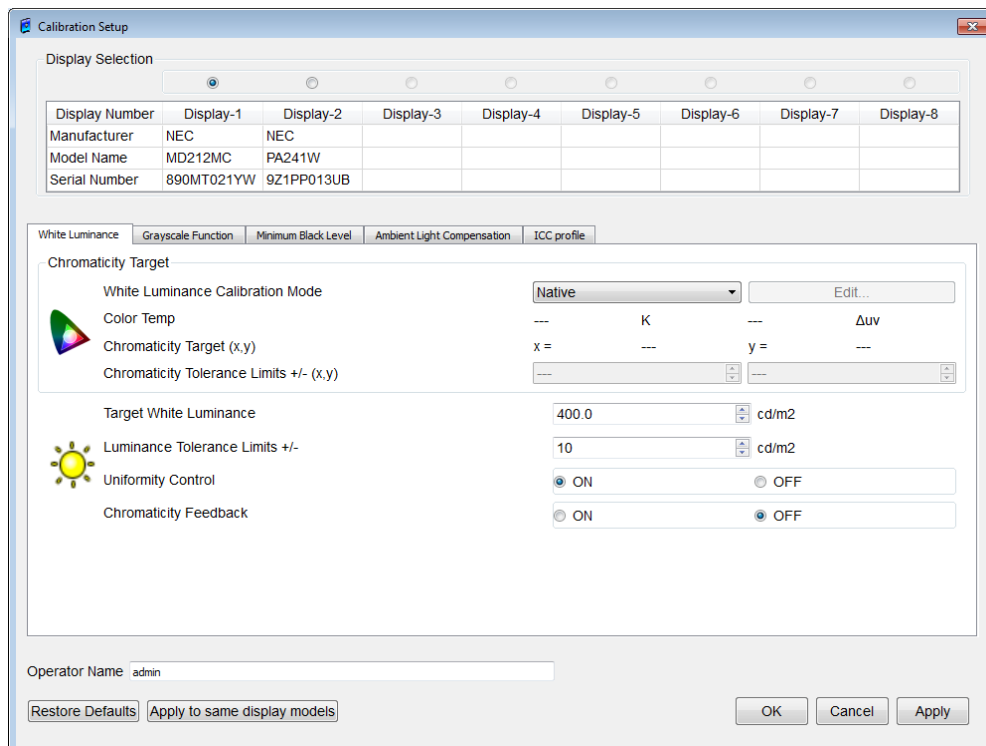 Calibration Setup
Display Selection
Display Number Display-1 Display-2 Display-3 Display-4 Display-5 Display-6 Display-7 Display-8
Manufacturer NEC NEC
Model Name MD212MC PA241W
Serial Number 890MT021YW 9Z1PP013UB
White Luminance Grayscale Function Minimum Black Level Ambient Light Compensation ICC profile
Chromaticity Target
White Luminance Calibration Mode Native Edit...
Color Temp --- K --- Δuv
Chromaticity Target (x,y) x = --- y = ---
Chromaticity Tolerance Limits +/- (x,y) --- ---
Target White Luminance 400.0 cd/m2
Luminance Tolerance Limits +/- 10 cd/m2
Uniformity Control ON OFF
Chromaticity Feedback ON OFF
Operator Name admin
Restore Defaults Apply to same display models OK Cancel Apply